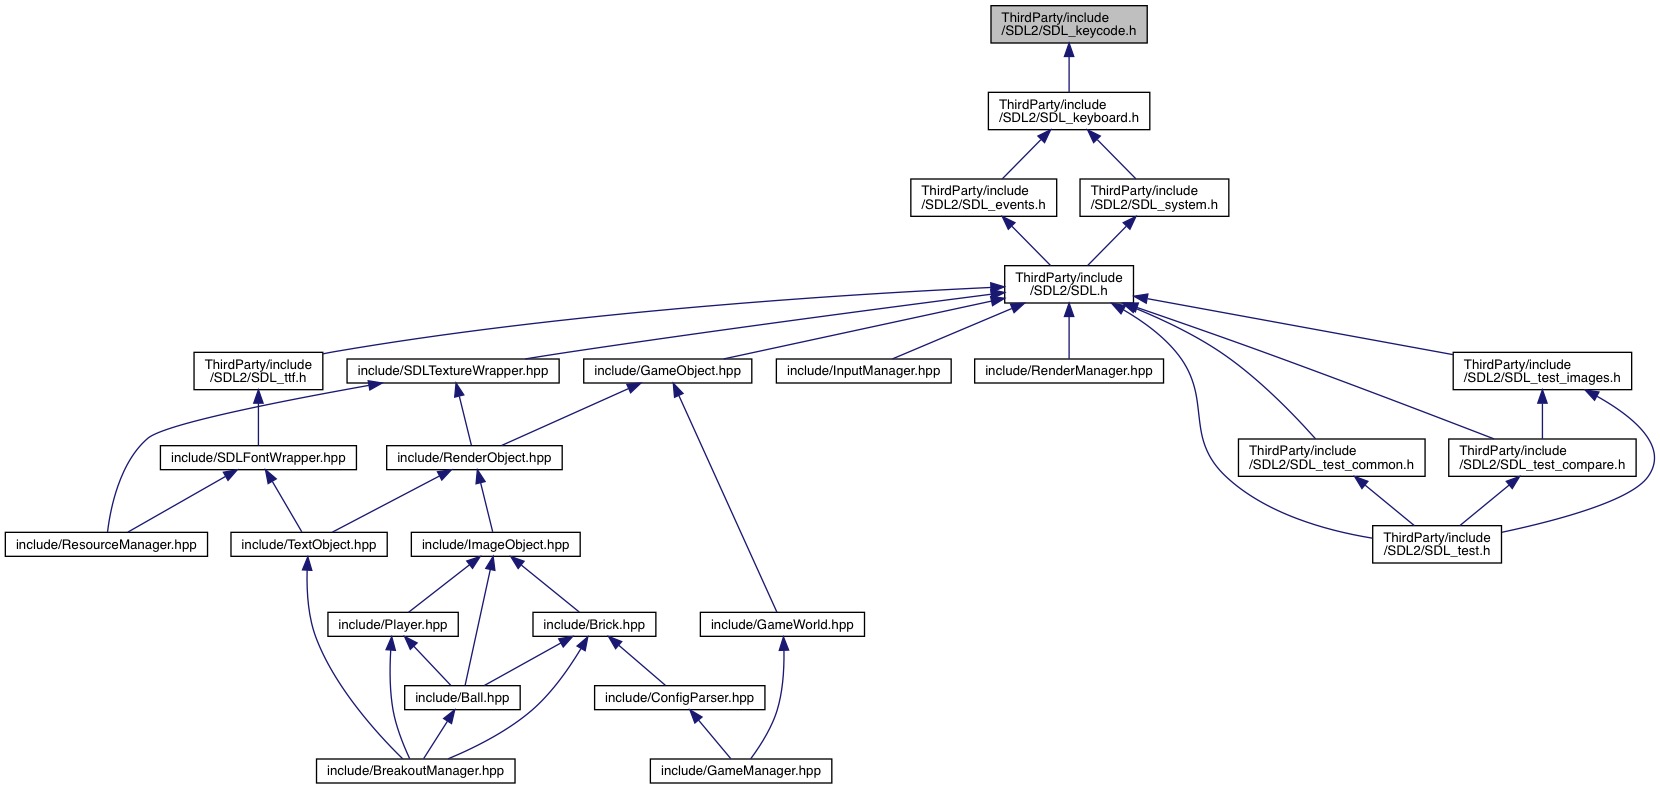 ThirdParty/include
/SDL2/SDL_keycode.h
ThirdParty/include
/SDL2/SDL_keyboard.h
ThirdParty/include
/SDL2/SDL_events.h
ThirdParty/include
/SDL2/SDL_system.h
ThirdParty/include
/SDL2/SDL.h
ThirdParty/include
/SDL2/SDL_ttf.h
include/SDLTextureWrapper.hpp
include/GameObject.hpp
include/InputManager.hpp
include/RenderManager.hpp
ThirdParty/include
/SDL2/SDL_test_images.h
include/SDLFontWrapper.hpp
include/RenderObject.hpp
ThirdParty/include
/SDL2/SDL_test_common.h
ThirdParty/include
/SDL2/SDL_test_compare.h
include/ResourceManager.hpp
include/TextObject.hpp
include/ImageObject.hpp
ThirdParty/include
/SDL2/SDL_test.h
include/Player.hpp
include/Brick.hpp
include/GameWorld.hpp
include/Ball.hpp
include/ConfigParser.hpp
include/BreakoutManager.hpp
include/GameManager.hpp